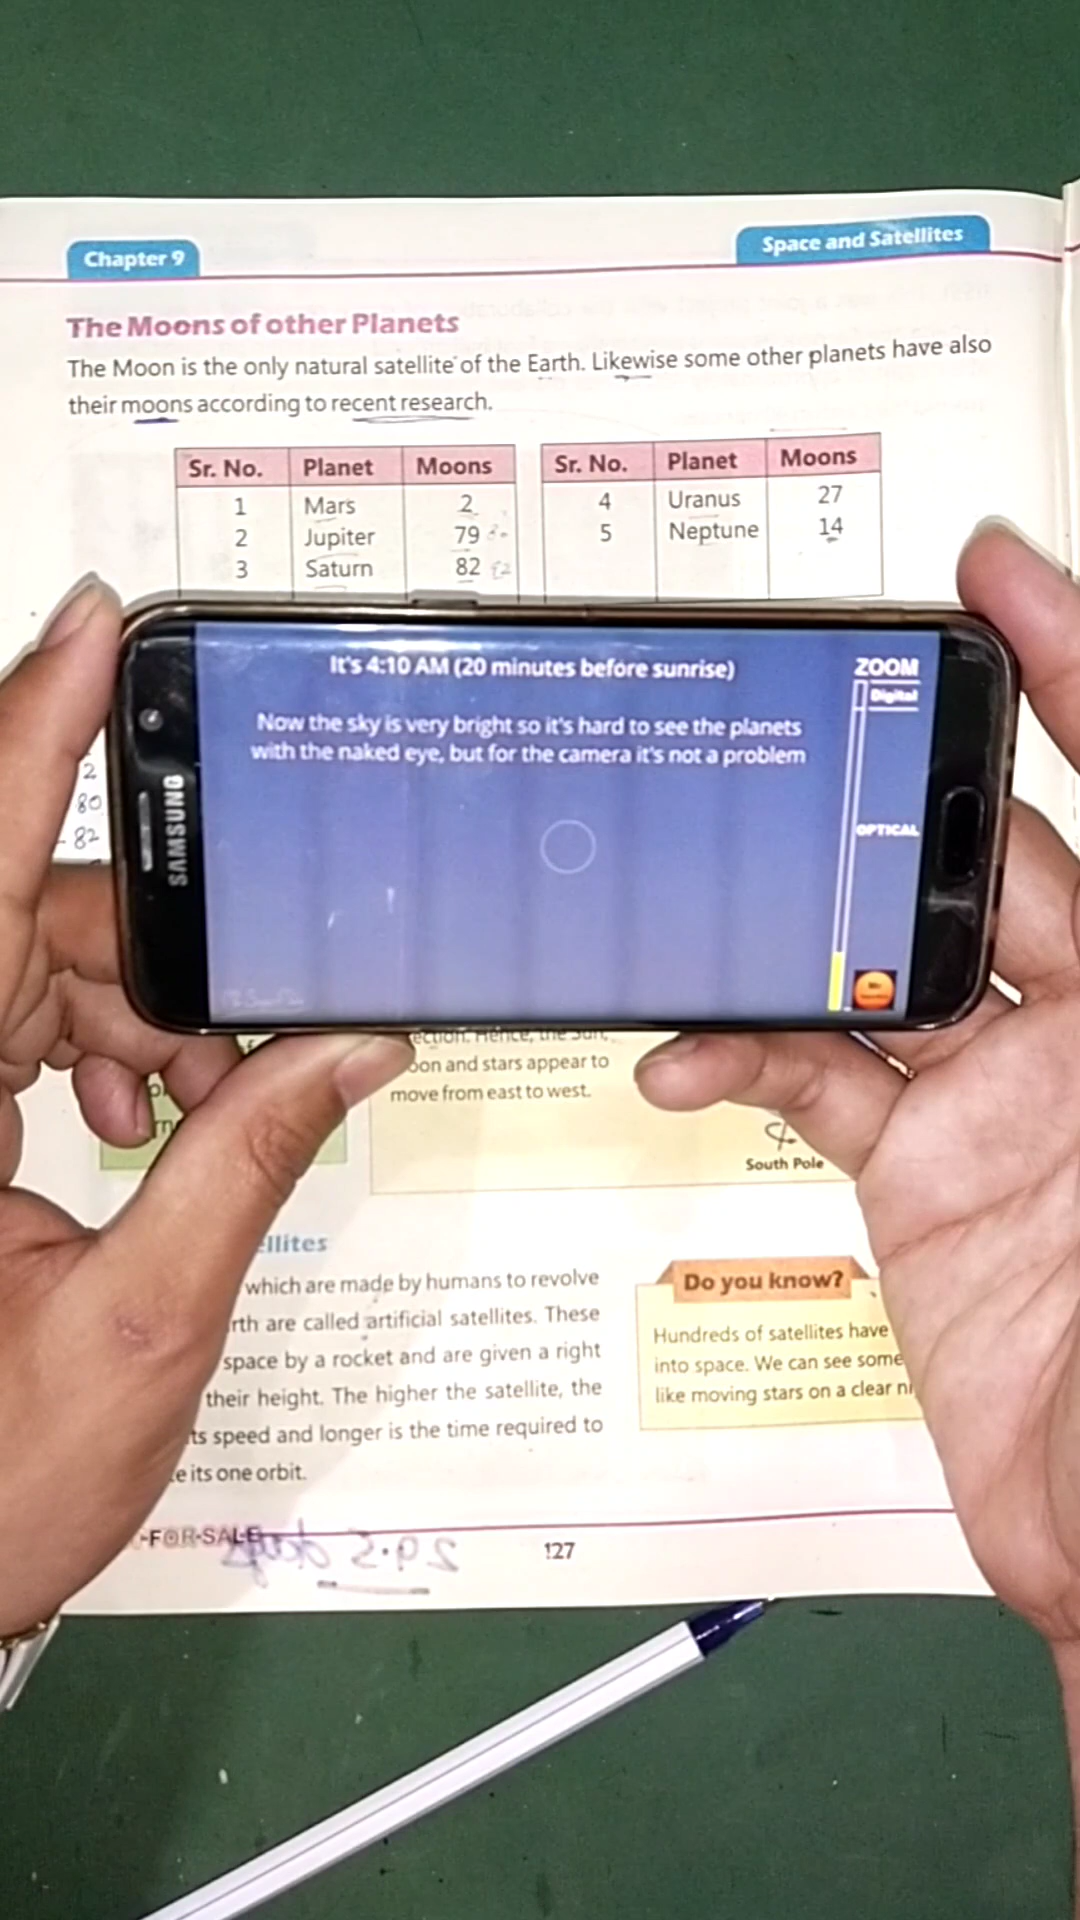 Chapter 9
Space and Satellites
The Moons of other Planets
The Moon is the only natural satellite of the Earth. Likewise some other planets have also
their moons according to recent research.
Sr. No. Planet Moons
1 Mars 2
2 Jupiter 79
3 Saturn 82
Sr. No. Planet Moons
4 Uranus 27
5 Neptune 14
2
80
82
SAMSUNG
It's 4:10 AM (20 minutes before sunrise)
Now the sky is very bright so it's hard to see the planets
with the naked eye, but for the camera it's not a problem
ZOOM
Digital
OPTICAL
ection. Hence, the Sun,
oon and stars appear to
move from east to west.
South Pole
ellites
which are made by humans to revolve
rth are called artificial satellites. These
space by a rocket and are given a right
their height. The higher the satellite, the
ts speed and longer is the time required to
e its one orbit.
Do you know?
Hundreds of satellites have
into space. We can see some
like moving stars on a clear ni
-FOR-SALE
127